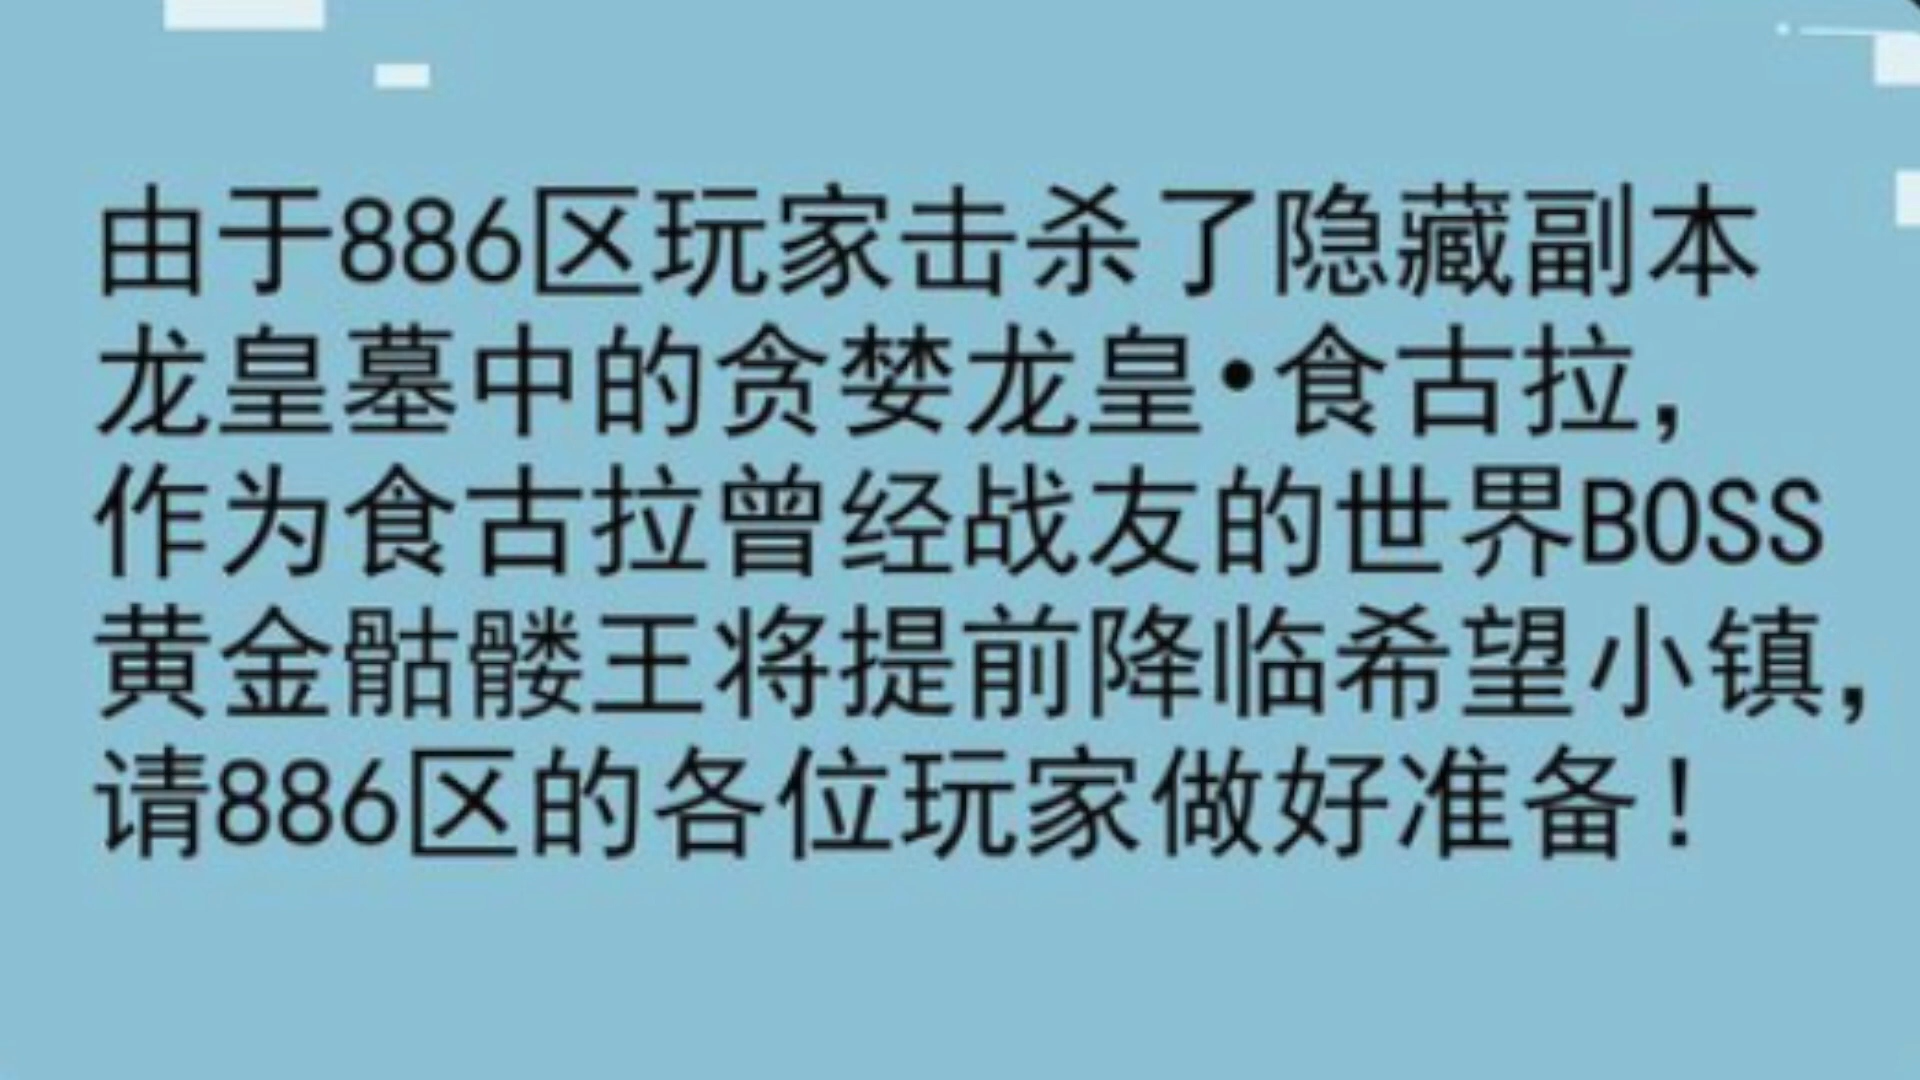 由于886区玩家击杀了隐藏副本
龙皇墓中的贪婪龙皇•食古拉，
作为食古拉曾经战友的世界BOSS
黄金骷髅王将提前降临希望小镇，
请886区的各位玩家做好准备！